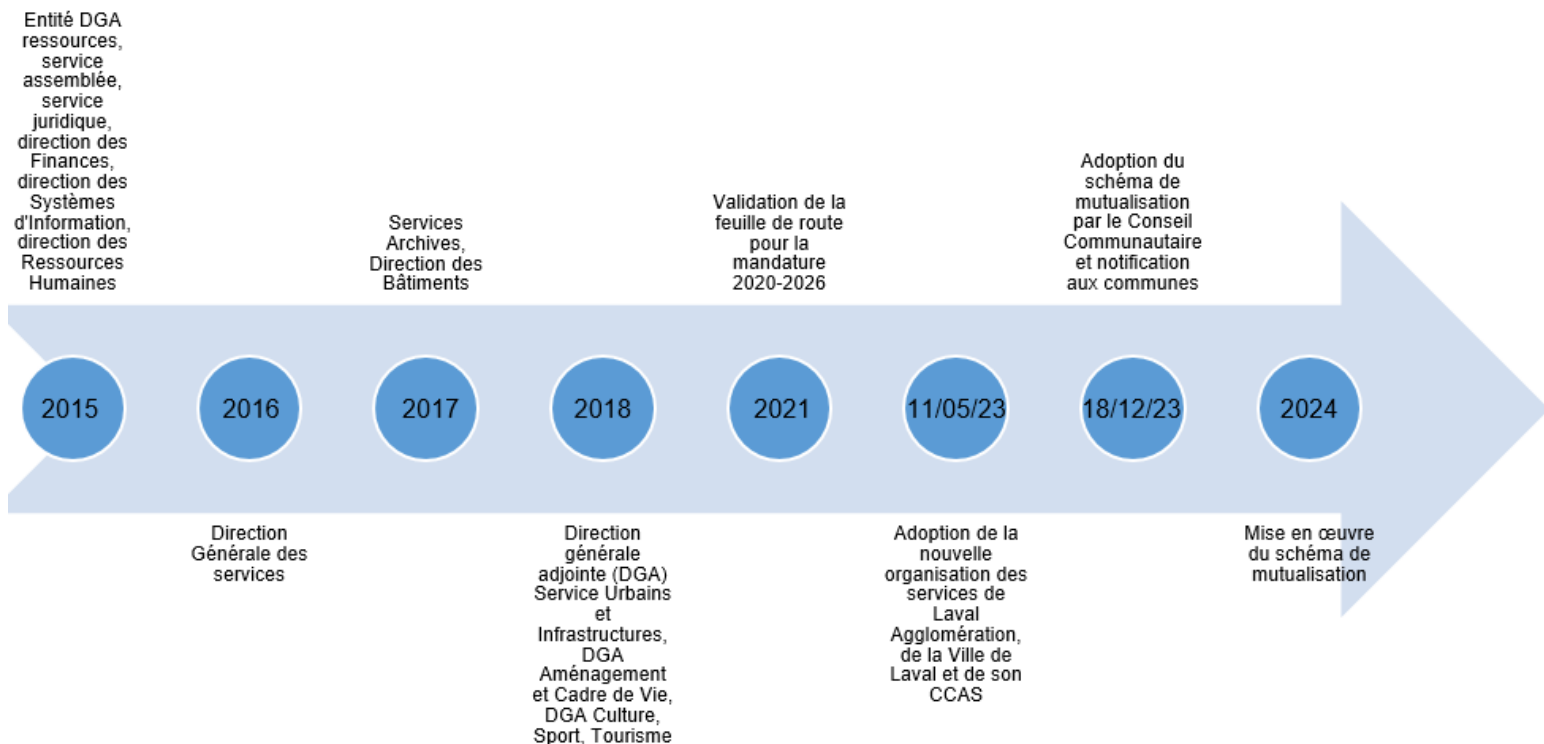 Entité DGA
ressources,
service
assemblée,
service
juridique,
direction des
Finances,
direction des
Systèmes
d'Information,
direction des
Ressources
Humaines
2015
Direction
Générale des
services
2016
Services
Archives,
Direction des
Bâtiments
2017
Direction
générale
adjointe (DGA)
Service Urbains
et
Infrastructures,
DGA
Aménagement
et Cadre de Vie,
DGA Culture,
Sport, Tourisme
2018
Validation de la
feuille de route
pour la
mandature
2020-2026
2021
Adoption de la
nouvelle
organisation des
services de
Laval
Agglomération,
de la Ville de
Laval et de son
CCAS
11/05/23
Adoption du
schéma de
mutualisation
par le Conseil
Communautaire
et notification
aux communes
18/12/23
Mise en œuvre
du schéma de
mutualisation
2024